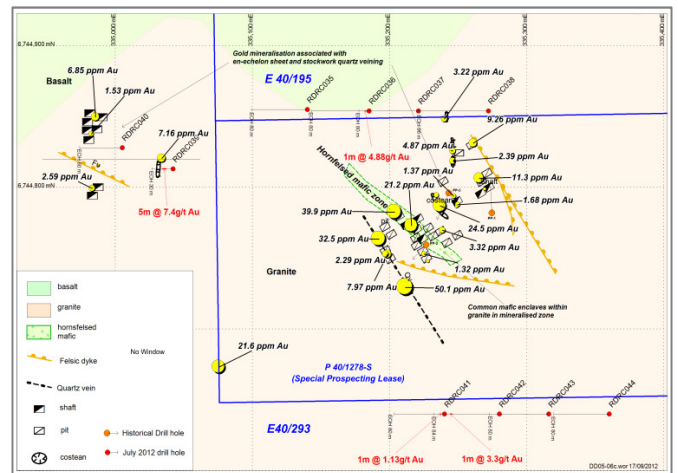 335,000 mE
335,100 mE
335,200 mE
335,300 mE
335,400 mE
6,744,900 mN
Gold mineralisation associated with
en-echelon sheet and stockwork quartz veining
Basalt
E 40/195
6.85 ppm Au
1.53 ppm Au
RDRC040
7.16 ppm Au
RDRC039
RDRC035
RDRC036
RDRC037
RDRC038
3.22 ppm Au
9.26 ppm Au
1m @ 4.88g/t Au
4.87 ppm Au
2.39 ppm Au
6,744,800 mN
2.59 ppm Au
5m @ 7.4g/t Au
Hornfelsed mafic zone
1.37 ppm Au
21.2 ppm Au
costean
shaft
11.3 ppm Au
1.68 ppm Au
39.9 ppm Au
pit
24.5 ppm Au
32.5 ppm Au
3.32 ppm Au
Granite
2.29 ppm Au
1.32 ppm Au
7.97 ppm Au
50.1 ppm Au
Common mafic enclaves within
granite in mineralised zone
basalt
granite
hornfelsed
mafic
Felsic dyke
No Window
Quartz vein
shaft
pit
Historical Drill hole
costean
July 2012 drill hole
21.6 ppm Au
P 40/1278-S
(Special Prospecting Lease)
E40/293
RDRC041
RDRC042
RDRC043
RDRC044
1m @ 1.13g/t Au
1m @ 3.3g/t Au
DD05-06c.wor 17/09/2012